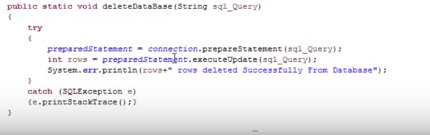 public static void deleteDataBase(String sql_Query)
{
try
{
preparedStatement = connection.prepareStatement(sql_Query);
int rows = preparedStatement.executeUpdate(sql_Query);
System.err.println(rows+" rows deleted Successfully From Database");
}
catch (SQLException e)
{e.printStackTrace();}
}